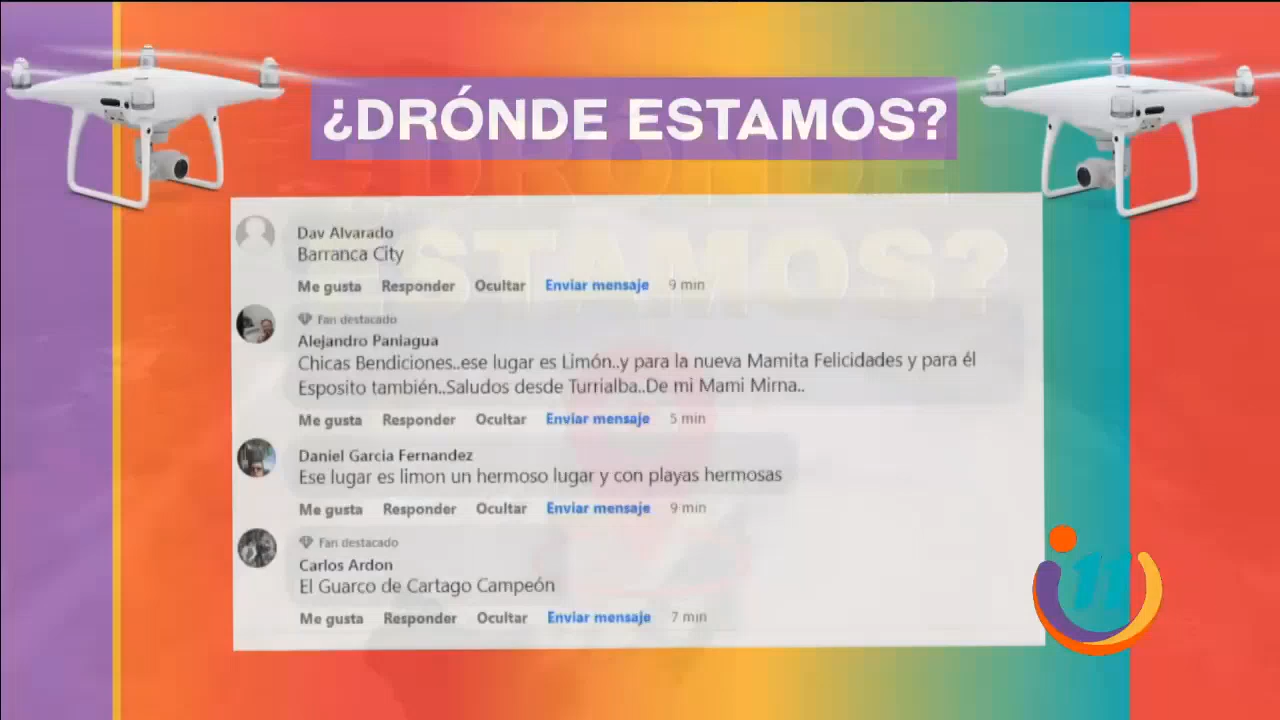 ¿DRÓNDE ESTAMOS?
¿DRÓNDE
ESTAMOS?
Dav Alvarado
Barranca City
Me gusta Responder Ocultar Enviar mensaje 9 min
Fan destacado
Alejandro Paniagua
Chicas Bendiciones..ese lugar es Limón..y para la nueva Mamita Felicidades y para él
Esposito también..Saludos desde Turrialba..De mi Mami Mirna..
Me gusta Responder Ocultar Enviar mensaje 5 min
Daniel Garcia Fernandez
Ese lugar es limon un hermoso lugar y con playas hermosas
Me gusta Responder Ocultar Enviar mensaje 9 min
Fan destacado
Carlos Ardon
El Guarco de Cartago Campeón
Me gusta Responder Ocultar Enviar mensaje 7 min
11